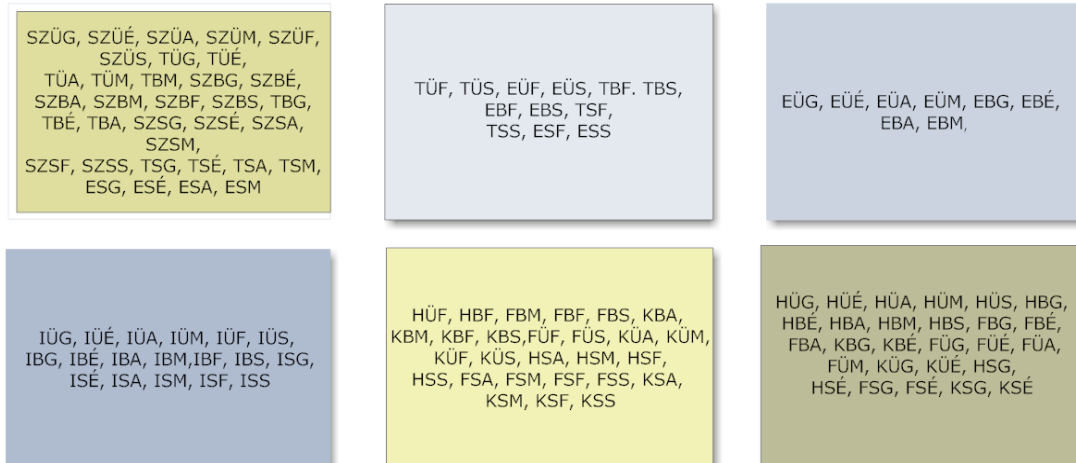 SZÜG, SZÜÉ, SZÜA, SZÜM, SZÜF,
SZÜS, TÜG, TÜÉ,
TÜA, TÜM, TBM, SZBG, SZBÉ,
SZBA, SZBM, SZBF, SZBS, TBG,
TBÉ, TBA, SZSG, SZSÉ, SZSA,
SZSM,
SZSF, SZSS, TSG, TSÉ, TSA, TSM,
ESG, ESÉ, ESA, ESM
TÜF, TÜS, EÜF, EÜS, TBF. TBS,
EBF, EBS, TSF,
TSS, ESF, ESS
EÜG, EÜÉ, EÜA, EÜM, EBG, EBÉ,
EBA, EBM,
IÜG, IÜÉ, IÜA, IÜM, IÜF, IÜS,
IBG, IBÉ, IBA, IBM,IBF, IBS, ISG,
ISÉ, ISA, ISM, ISF, ISS
HÜF, HBF, FBM, FBF, FBS, KBA,
KBM, KBF, KBS,FÜF, FÜS, KÜA, KÜM,
KÜF, KÜS, HSA, HSM, HSF,
HSS, FSA, FSM, FSF, FSS, KSA,
KSM, KSF, KSS
HÜG, HÜÉ, HÜA, HÜM, HÜS, HBG,
HBÉ, HBA, HBM, HBS, FBG, FBÉ,
FBA, KBG, KBÉ, FÜG, FÜÉ, FÜA,
FÜM, KÜG, KÜÉ, HSG,
HSÉ, FSG, FSÉ, KSG, KSÉ